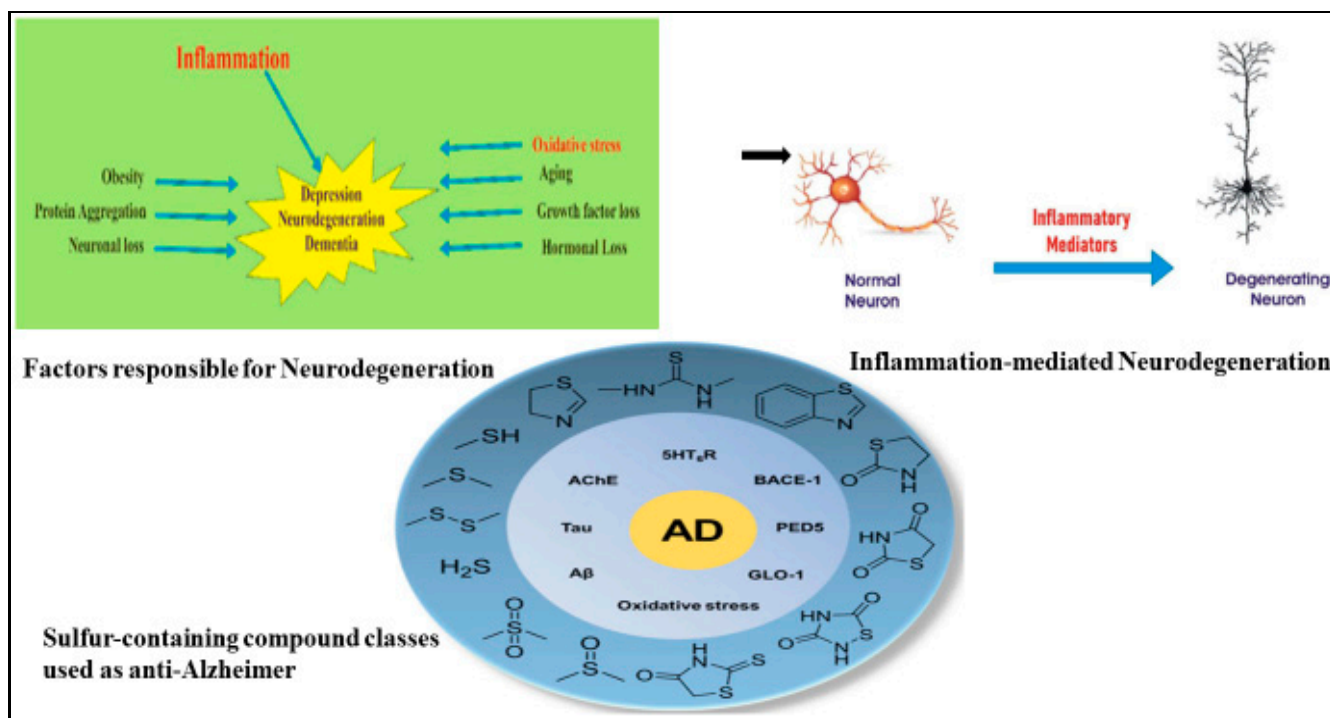 Inflammation
Oxidative stress
Obesity
Aging
Protein Aggregation
Growth factor loss
Neuronal loss
Hormonal Loss
Depression
Neurodegeneration
Dementia
Normal
Neuron
Inflammatory
Mediators
Degenerating
Neuron
Factors responsible for Neurodegeneration
Inflammation-mediated Neurodegeneration
S
N
S
HN
N
H
S
N
SH
S
S
S
H₂S
O
S
O
O
S
H
N
O
S
S
O
HN
O
S
N
H
O
HN
O
S
S
O
N
H
5HT₆R
AChE
BACE-1
Tau
AD
PED5
Aβ
GLO-1
Oxidative stress
Sulfur-containing compound classes
used as anti-Alzheimer